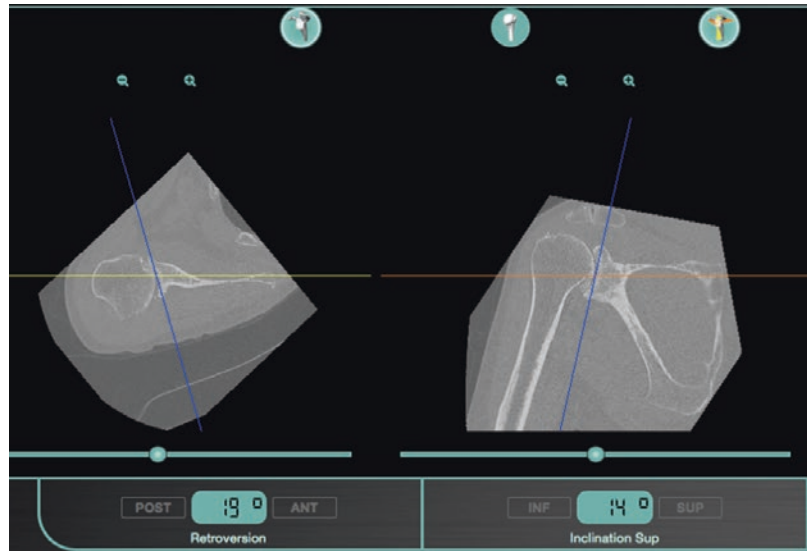 POST 19° ANT
Retroversion
INF 14° SUP
Inclination Sup